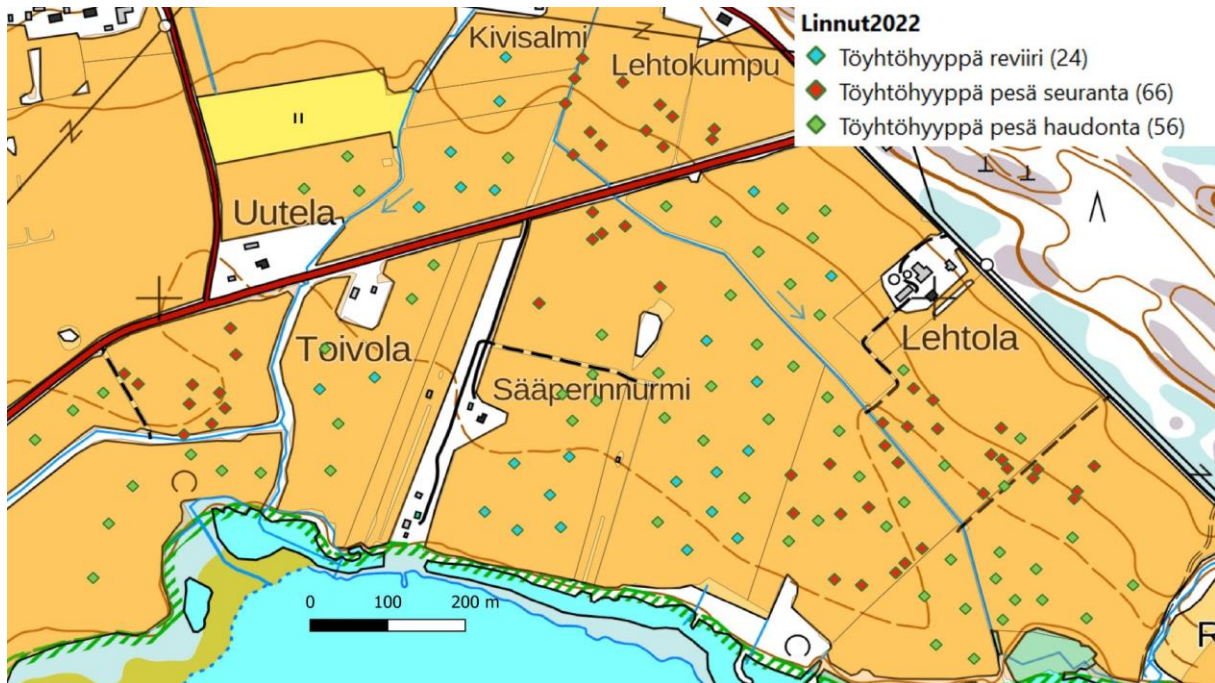 Linnut2022
Töyhtöhyyppä reviiri (24)
Töyhtöhyyppä pesä seuranta (66)
Töyhtöhyyppä pesä haudonta (56)
Kivisalmi
Lehtokumpu
Uutela
Toivola
Sääperinnurmi
Lehtola
0 100 200 m
R